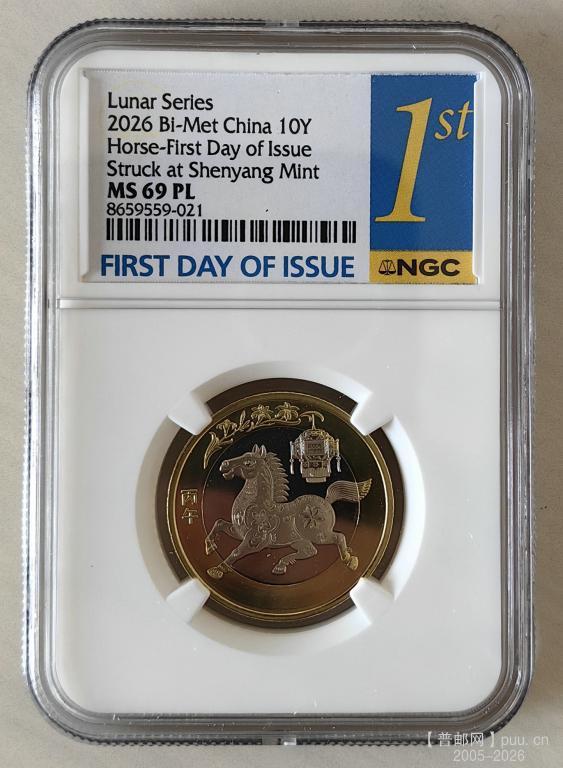 Lunar Series
2026 Bi-Met China 10Y
Horse-First Day of Issue
Struck at Shenyang Mint
MS 69 PL
8659559-021
FIRST DAY OF ISSUE
1st
NGC
丙午
【普邮网】puu.cn
2005-2026